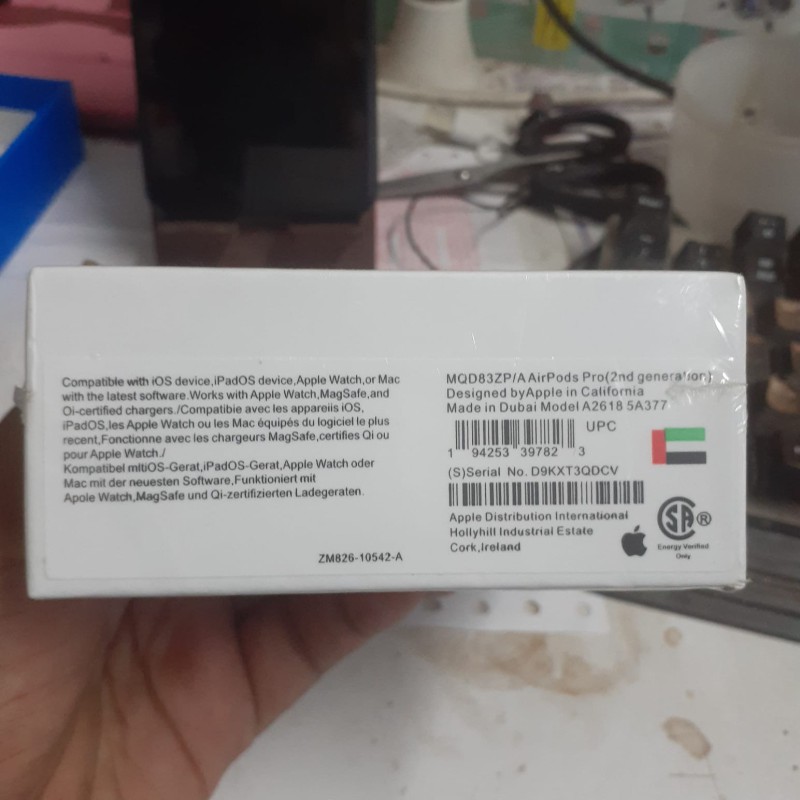 Compatible with iOS device,iPadOS device,Apple Watch,or Mac
with the latest software.Works with Apple Watch,MagSafe,and
Oi-certified chargers./Compatibie avec les appareiis iOS,
iPadOS,les Apple Watch ou les Mac équipés du logiciel le plus
recent,Fonctionne avec les chargeurs MagSafe,certifies Qi ou
pour Apple Watch./
Kompatibel mitiOS-Gerat,iPadOS-Gerat,Apple Watch oder
Mac mit der neuesten Software,Funktioniert mit
Apole Watch,MagSafe und Qi-zertifizierten Ladegeraten.
ZM826-10542-A
MQD83ZP/A AirPods Pro(2nd generation)
Designed byApple in California
Made in Dubai Model A2618 5A377
UPC
1 94253 39782 3
(S)Serial No. D9KXT3QDCV
Apple Distribution International
Hollyhill Industrial Estate
Cork,Ireland
SA ®
Energy Verified
Only